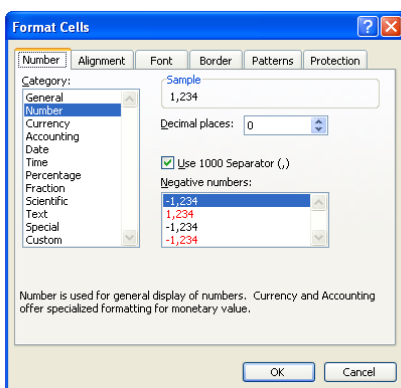 Format Cells
Number Alignment Font Border Patterns Protection
Category:
General
Number
Currency
Accounting
Date
Time
Percentage
Fraction
Scientific
Text
Special
Custom
Sample
1,234
Decimal places: 0
Use 1000 Separator (,)
Negative numbers:
-1,234
1,234
-1,234
-1,234
Number is used for general display of numbers. Currency and Accounting
offer specialized formatting for monetary value.
OK Cancel